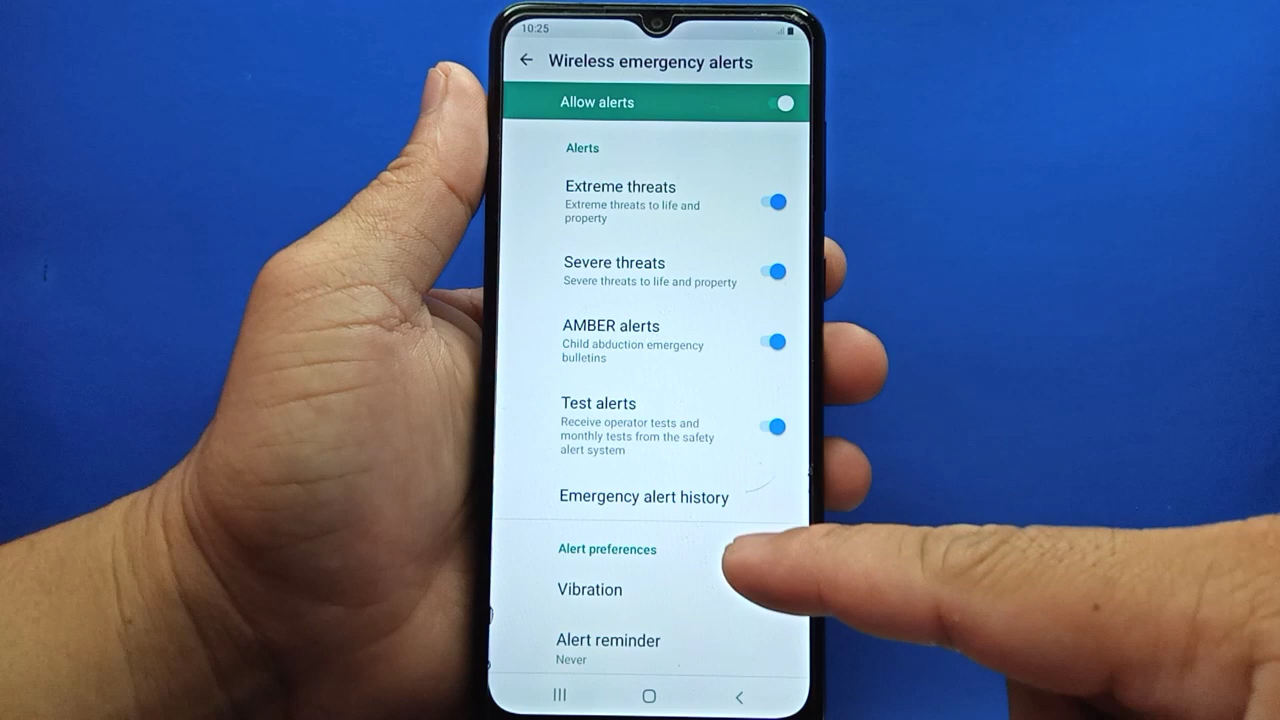 10:25
Wireless emergency alerts
Allow alerts
Alerts
Extreme threats
Extreme threats to life and
property
Severe threats
Severe threats to life and property
AMBER alerts
Child abduction emergency
bulletins
Test alerts
Receive operator tests and
monthly tests from the safety
alert system
Emergency alert history
Alert preferences
Vibration
Alert reminder
Never